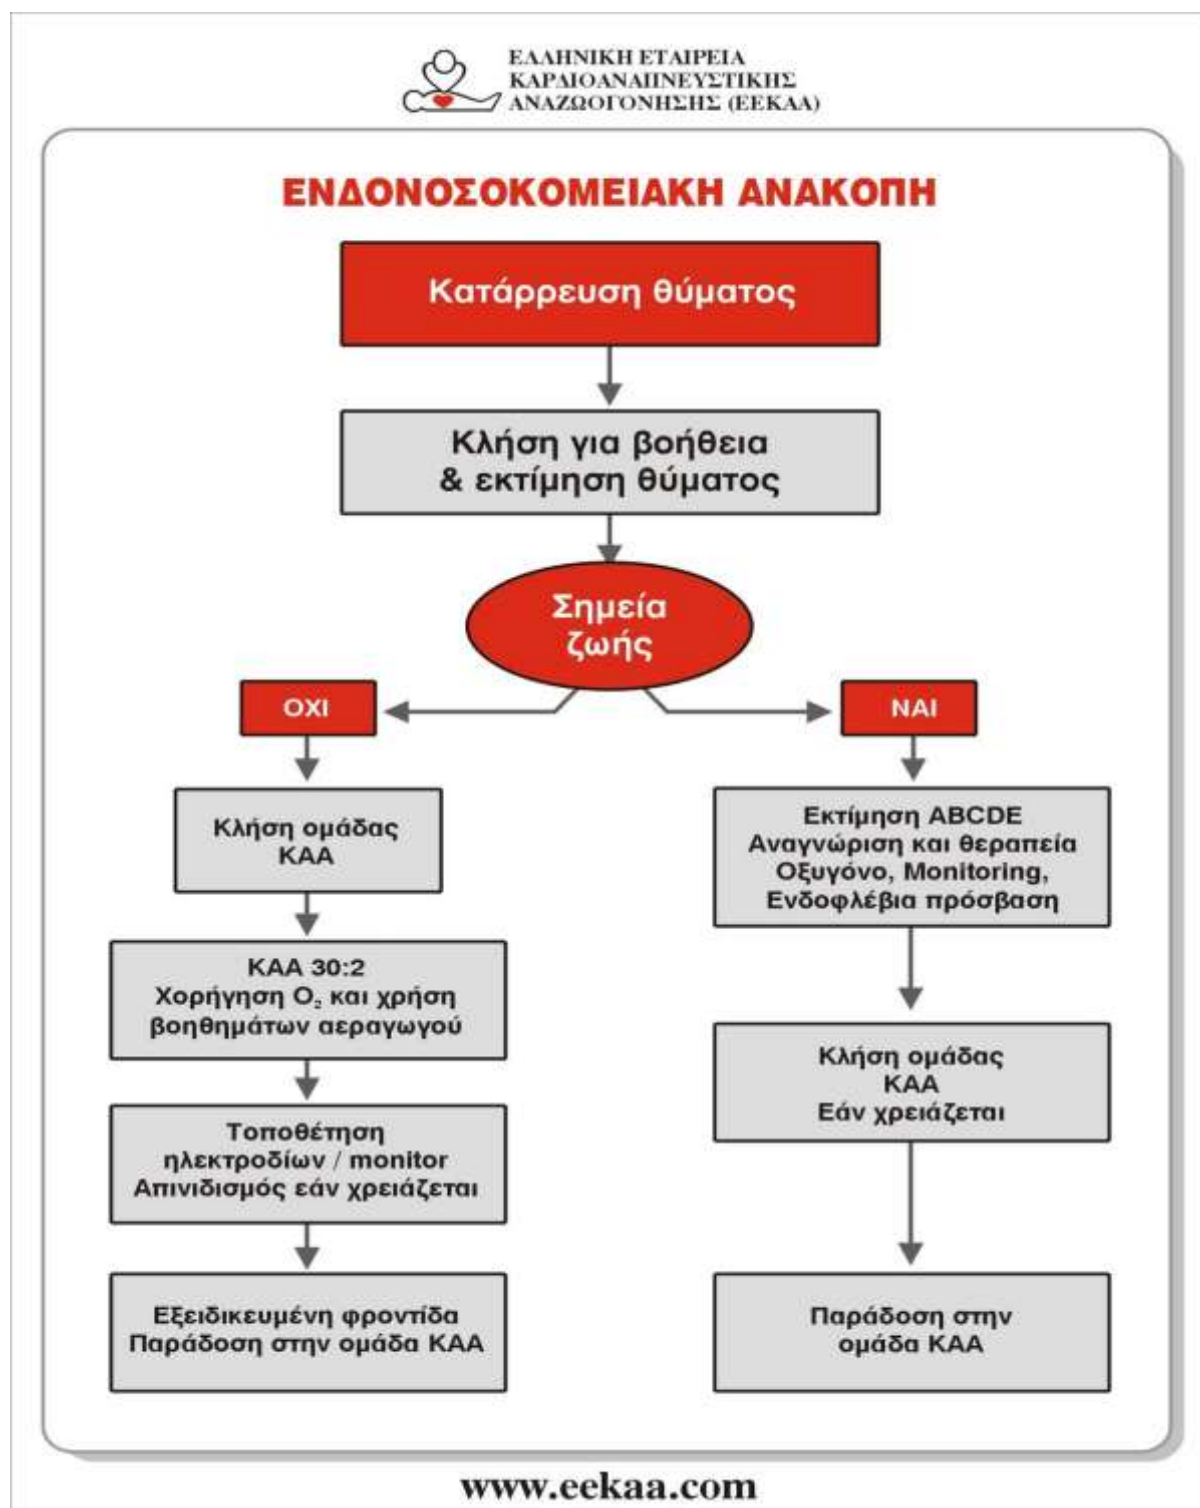 ΕΛΛΗΝΙΚΗ ΕΤΑΙΡΕΙΑ
ΚΑΡΔΙΟΑΝΑΠΝΕΥΣΤΙΚΗΣ
ΑΝΑΖΩΟΓΟΝΗΣΗΣ (ΕΕΚΑΑ)
ΕΝΔΟΝΟΣΟΚΟΜΕΙΑΚΗ ΑΝΑΚΟΠΗ
Κατάρρευση θύματος
Κλήση για βοήθεια
& εκτίμηση θύματος
Σημεία
ζωής
ΟΧΙ
Κλήση ομάδας
ΚΑΑ
ΚΑΑ 30:2
Χορήγηση O₂ και χρήση
βοηθημάτων αεραγωγού
Τοποθέτηση
ηλεκτροδίων / monitor
Απινιδισμός εάν χρειάζεται
Εξειδικευμένη φροντίδα
Παράδοση στην ομάδα ΚΑΑ
ΝΑΙ
Εκτίμηση ABCDE
Αναγνώριση και θεραπεία
Οξυγόνο, Monitoring,
Ενδοφλέβια πρόσβαση
Κλήση ομάδας
ΚΑΑ
Εάν χρειάζεται
Παράδοση στην
ομάδα ΚΑΑ
www.eekaa.com